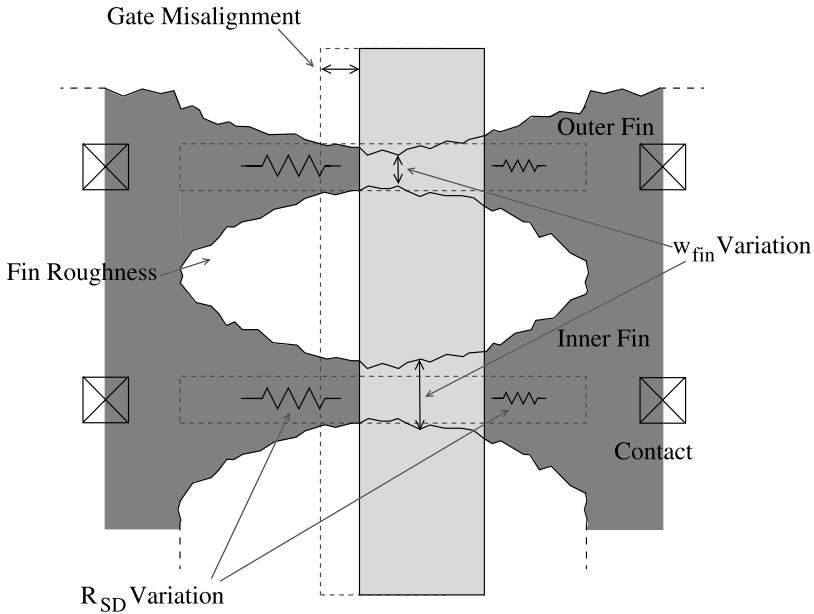 Gate Misalignment
Outer Fin
w_fin Variation
Fin Roughness
Inner Fin
Contact
R_SD Variation